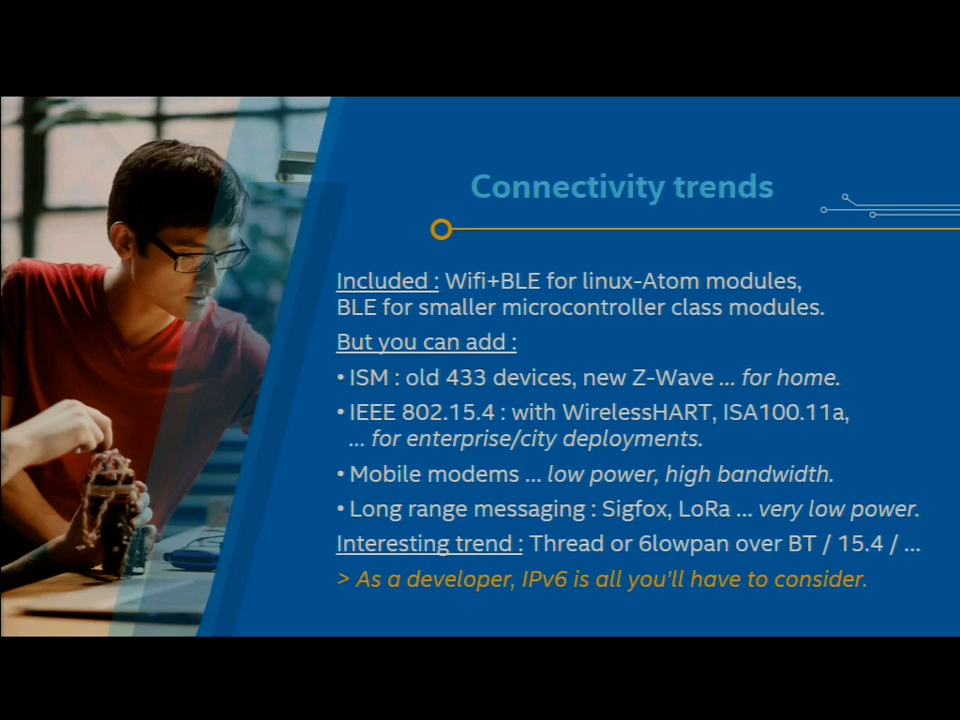 Connectivity trends
Included : Wifi+BLE for linux-Atom modules,
BLE for smaller microcontroller class modules.
But you can add :
• ISM : old 433 devices, new Z-Wave ... for home.
• IEEE 802.15.4 : with WirelessHART, ISA100.11a,
... for enterprise/city deployments.
• Mobile modems ... low power, high bandwidth.
• Long range messaging : Sigfox, LoRa ... very low power.
Interesting trend : Thread or 6lowpan over BT / 15.4 / ...
> As a developer, IPv6 is all you'll have to consider.